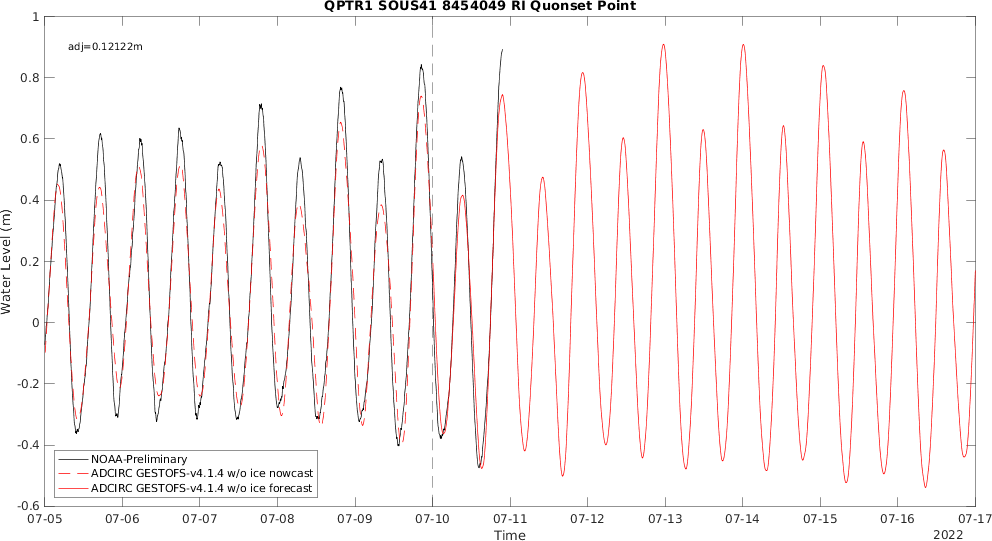 QPTR1 SOUS41 8454049 RI Quonset Point
adj=0.12122m
Water Level (m)
1
0.8
0.6
0.4
0.2
0
-0.2
-0.4
-0.6
NOAA-Preliminary
ADCIRC GESTOFS-v4.1.4 w/o ice nowcast
ADCIRC GESTOFS-v4.1.4 w/o ice forecast
07-05 07-06 07-07 07-08 07-09 07-10 07-11 07-12 07-13 07-14 07-15 07-16 07-17
Time
2022